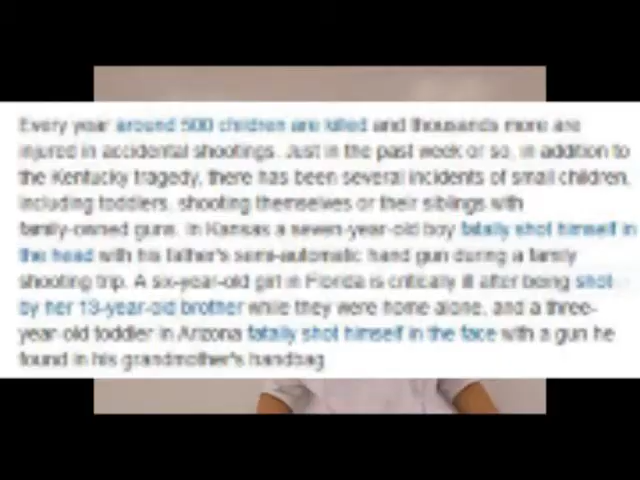 Every year around 500 children are killed and thousands more are
injured in accidental shootings. Just in the past week or so, in addition to
the Kentucky tragedy, there has been several incidents of small children,
including toddlers, shooting themselves or their siblings with
family-owned guns. In Kansas a seven-year-old boy fatally shot himself in
the head with his father's semi-automatic hand gun during a family
shooting trip. A six-year-old girl in Florida is critically ill after being shot
by her 13-year-old brother while they were home alone, and a three-
year old toddler in Arizona fatally shot himself in the face with a gun he
found in his grandmother's handbag